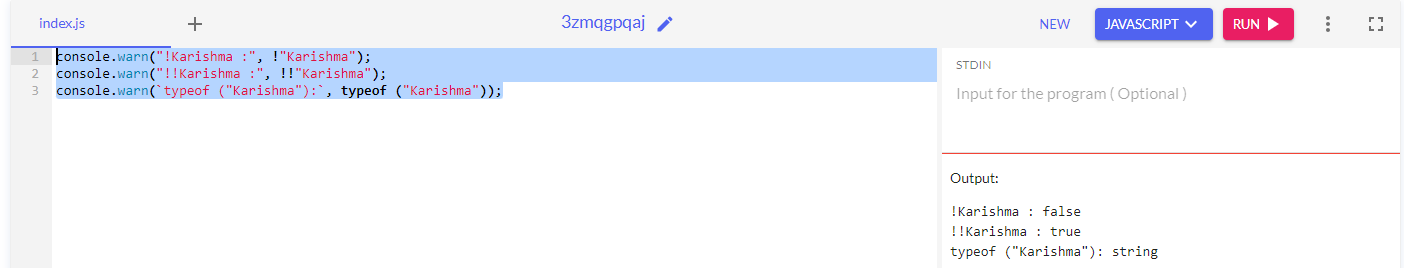 index.js
3zmqgpqaj
NEW
JAVASCRIPT
RUN
1 console.warn("!Karishma :", !"Karishma");
2 console.warn("!!Karishma :", !!"Karishma");
3 console.warn(`typeof ("Karishma"):`, typeof ("Karishma"));
STDIN
Input for the program ( Optional )
Output:
!Karishma : false
!!Karishma : true
typeof ("Karishma"): string